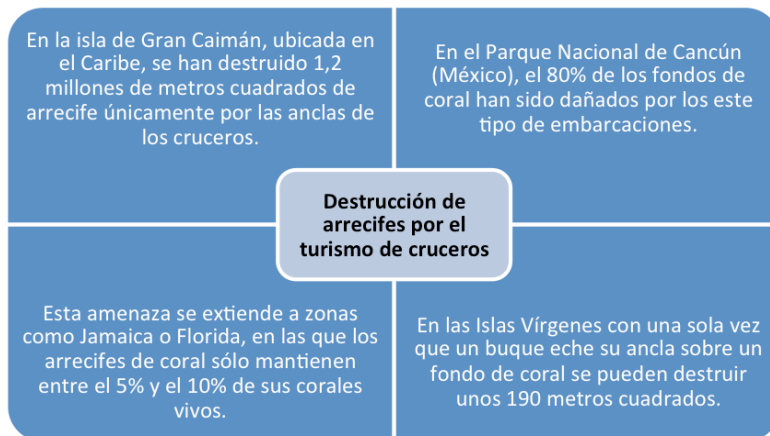 En la isla de Gran Caimán, ubicada en
el Caribe, se han destruido 1,2
millones de metros cuadrados de
arrecife únicamente por las anclas de
los cruceros.
En el Parque Nacional de Cancún
(México), el 80% de los fondos de
coral han sido dañados por los este
tipo de embarcaciones.
Destrucción de
arrecifes por el
turismo de cruceros
Esta amenaza se extiende a zonas
como Jamaica o Florida, en las que los
arrecifes de coral sólo mantienen
entre el 5% y el 10% de sus corales
vivos.
En las Islas Vírgenes con una sola vez
que un buque eche su ancla sobre un
fondo de coral se pueden destruir
unos 190 metros cuadrados.